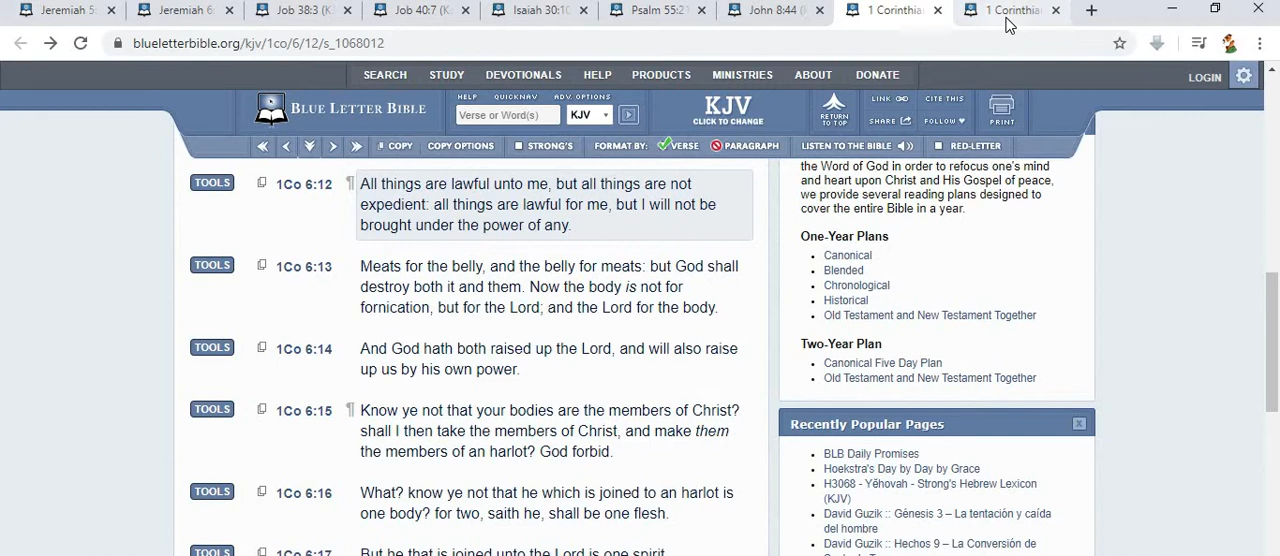 Jeremiah 5:
Jeremiah 6:
Job 38:3 (K
Job 40:7 (K
Isaiah 30:10
Psalm 55:21
John 8:44 (
1 Corinthian
1 Corinthia
blueletterbible.org/kjv/1co/6/12/s_1068012
SEARCH STUDY DEVOTIONALS HELP PRODUCTS MINISTRIES ABOUT DONATE
LOGIN
BLUE LETTER BIBLE
HELP QUICKNAV ADV. OPTIONS
Verse or Word(s) KJV
KJV
CLICK TO CHANGE
RETURN
TO TOP
LINK CITE THIS
SHARE FOLLOW
PRINT
COPY COPY OPTIONS STRONG'S FORMAT BY: VERSE PARAGRAPH LISTEN TO THE BIBLE RED-LETTER
TOOLS 1Co 6:12 ¶ All things are lawful unto me, but all things are not
expedient: all things are lawful for me, but I will not be
brought under the power of any.
TOOLS 1Co 6:13 Meats for the belly, and the belly for meats: but God shall
destroy both it and them. Now the body is not for
fornication, but for the Lord; and the Lord for the body.
TOOLS 1Co 6:14 And God hath both raised up the Lord, and will also raise
up us by his own power.
TOOLS 1Co 6:15 ¶ Know ye not that your bodies are the members of Christ?
shall I then take the members of Christ, and make them
the members of an harlot? God forbid.
TOOLS 1Co 6:16 What? know ye not that he which is joined to an harlot is
one body? for two, saith he, shall be one flesh.
TOOLS 1Co 6:17 But he that is joined unto the Lord is one spirit.
the Word of God in order to refocus one's mind
and heart upon Christ and His Gospel of peace,
we provide several reading plans designed to
cover the entire Bible in a year.
One-Year Plans
Canonical
Blended
Chronological
Historical
Old Testament and New Testament Together
Two-Year Plan
Canonical Five Day Plan
Old Testament and New Testament Together
Recently Popular Pages
BLB Daily Promises
Hoekstra's Day by Day by Grace
H3068 - Yĕhovah - Strong's Hebrew Lexicon
(KJV)
David Guzik :: Génesis 3 – La tentación y caída
del hombre
David Guzik :: Hechos 9 – La Conversión de